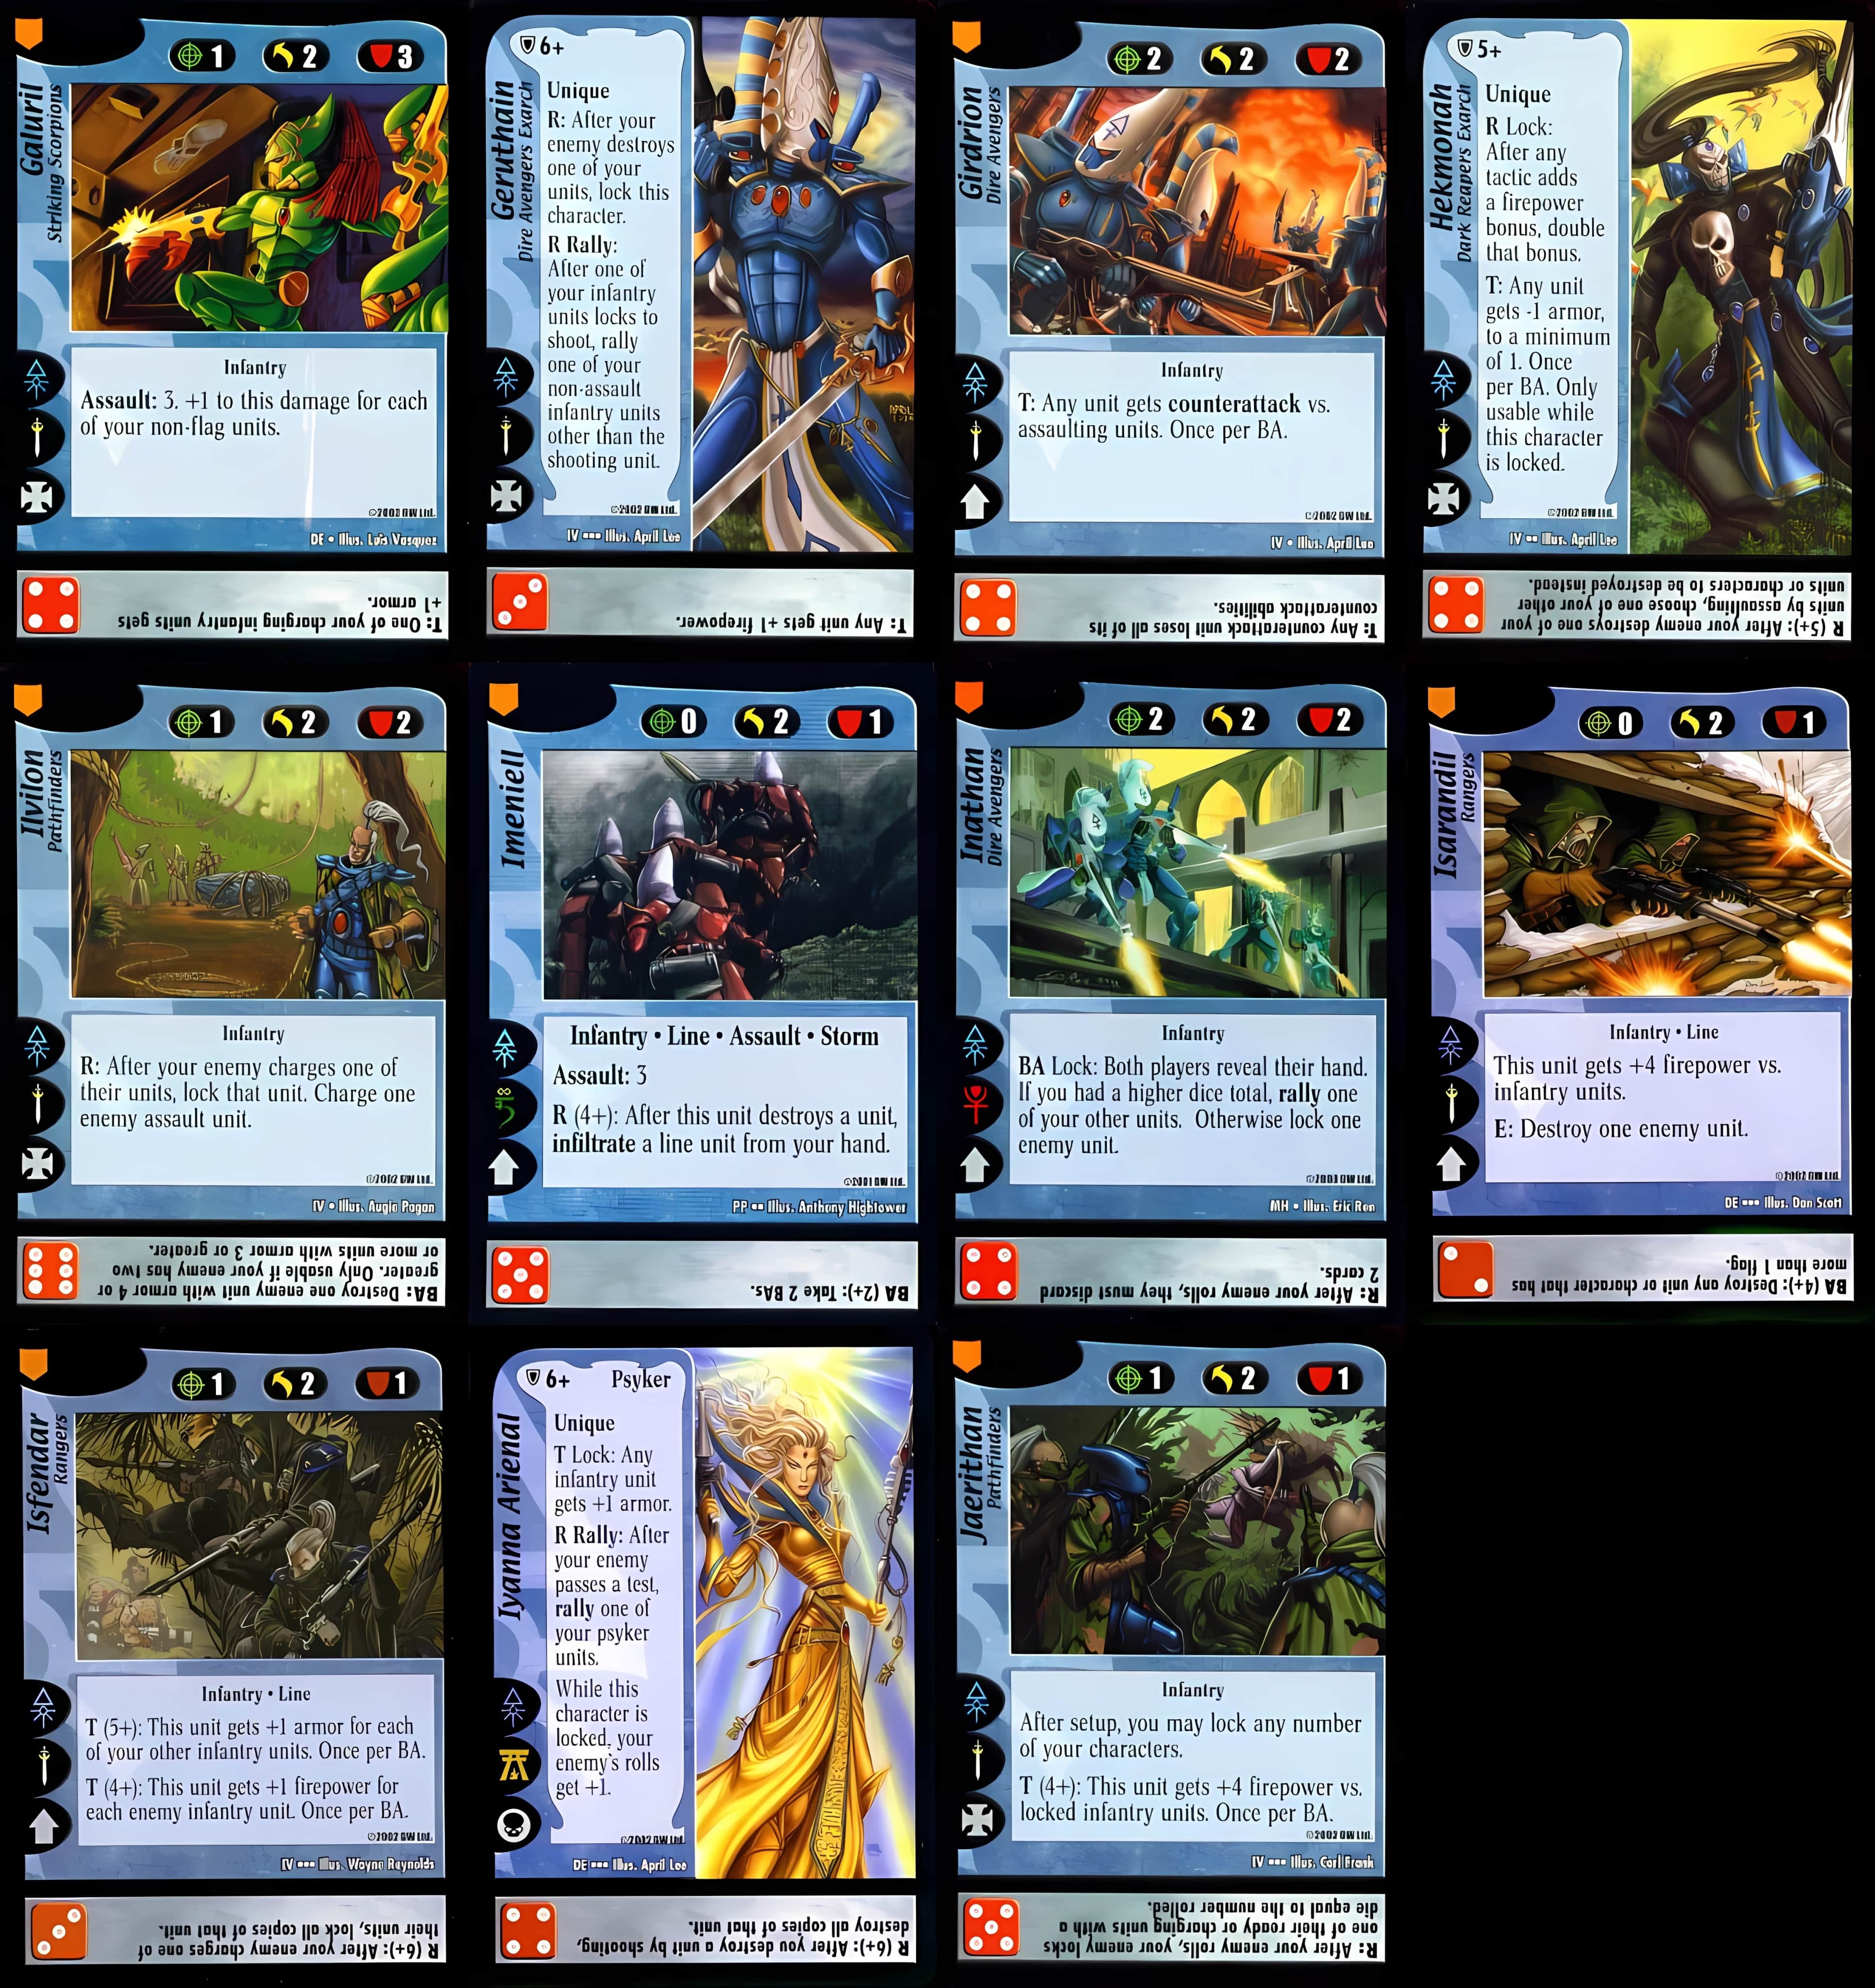 Galuril
Striking Scorpions
1 2 3
Infantry
Assault: 3. +1 to this damage for each
of your non-flag units.
©2002 GW Ltd.
DE • Illus. Lois Vasquez
T: One of your charging infantry units gets
+1 armor.
Geruthain
Dire Avengers Exarch
6+
Unique
R: After your
enemy destroys
one of your
units, lock this
character.
R Rally:
After one of
your infantry
units locks to
shoot, rally
one of your
non-assault
infantry units
other than the
shooting unit.
©2002 GW Ltd.
IV ••• Illus. April Lee
T: Any unit gets +1 firepower.
Girdrion
Dire Avengers
2 2 2
Infantry
T: Any unit gets counterattack vs.
assaulting units. Once per BA.
©2002 GW Ltd.
IV • Illus. April Lee
T: Any counterattack unit loses all of its
counterattack abilities.
Hekmonah
Dark Reapers Exarch
5+
Unique
R Lock:
After any
tactic adds
a firepower
bonus, double
that bonus.
T: Any unit
gets -1 armor,
to a minimum
of 1. Once
per BA. Only
usable while
this character
is locked.
©2002 GW Ltd.
IV •• Illus. April Lee
R (5+): After your enemy destroys one of your
units by assaulting, choose one of your other
units or characters to be destroyed instead.
Ilvilon
Pathfinders
1 2 2
Infantry
R: After your enemy charges one of
their units, lock that unit. Charge one
enemy assault unit.
©2002 GW Ltd.
IV • Illus. Augie Pagan
BA: Destroy one enemy unit with armor 4 or
greater. Only usable if your enemy has two
or more units with armor 3 or greater.
Imeniell
0 2 1
Infantry • Line • Assault • Storm
Assault: 3
R (4+): After this unit destroys a unit,
infiltrate a line unit from your hand.
©2001 GW Ltd.
PP •• Illus. Anthony Hightower
BA (2+): Take 2 BAs.
Inathan
Dire Avengers
2 2 2
Infantry
BA Lock: Both players reveal their hand.
If you had a higher dice total, rally one
of your other units. Otherwise lock one
enemy unit.
©2003 GW Ltd.
MH • Illus. Eric Ren
R: After your enemy rolls, they must discard
2 cards.
Isarandil
Rangers
0 2 1
Infantry • Line
This unit gets +4 firepower vs.
infantry units.
E: Destroy one enemy unit.
©2002 GW Ltd.
DE ••• Illus. Dan Scott
BA (4+): Destroy any unit or character that has
more than 1 flag.
Isfendar
Rangers
1 2 1
Infantry • Line
T (5+): This unit gets +1 armor for each
of your other infantry units. Once per BA.
T (4+): This unit gets +1 firepower for
each enemy infantry unit. Once per BA.
©2002 GW Ltd.
IV ••• Illus. Wayne Reynolds
R (6+): After your enemy charges one of
their units, lock all copies of that unit.
Iyanna Arienal
6+ Psyker
Unique
T Lock: Any
infantry unit
gets +1 armor.
R Rally: After
your enemy
passes a test,
rally one of
your psyker
units.
While this
character is
locked, your
enemy's rolls
get +1.
©2002 GW Ltd.
DE ••• Illus. April Lee
R (6+): After you destroy a unit by shooting,
destroy all copies of that unit.
Jaerithan
Pathfinders
1 2 1
Infantry
After setup, you may lock any number
of your characters.
T (4+): This unit gets +4 firepower vs.
locked infantry units. Once per BA.
©2002 GW Ltd.
IV ••• Illus. Carl Frank
R: After your enemy rolls, your enemy locks
one of their ready or charging units with a
die equal to the number rolled.